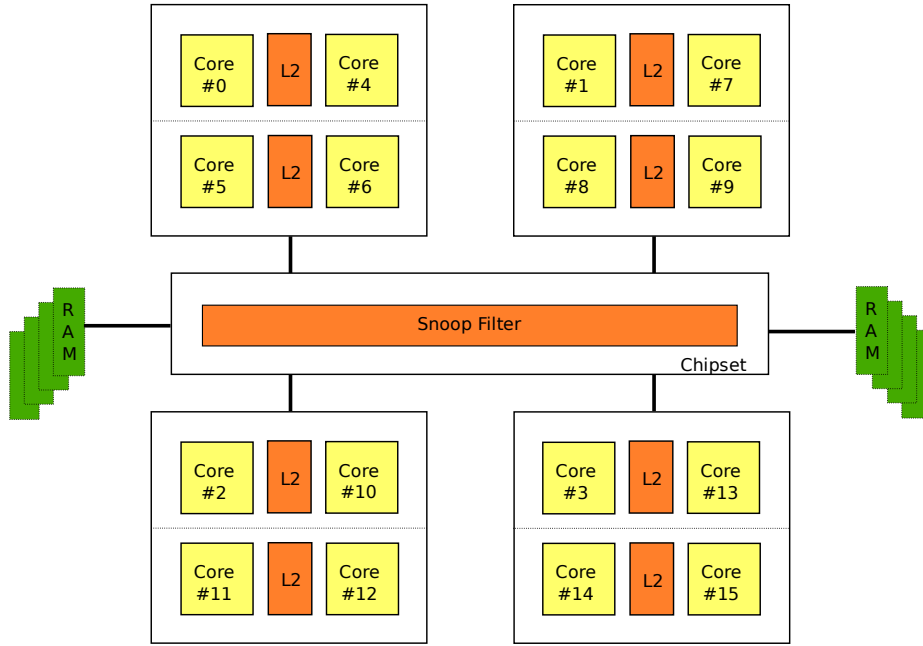 Core
#0
L2
Core
#4
Core
#1
L2
Core
#7
Core
#5
L2
Core
#6
Core
#8
L2
Core
#9
R
A
M
Snoop Filter
Chipset
R
A
M
Core
#2
L2
Core
#10
Core
#3
L2
Core
#13
Core
#11
L2
Core
#12
Core
#14
L2
Core
#15